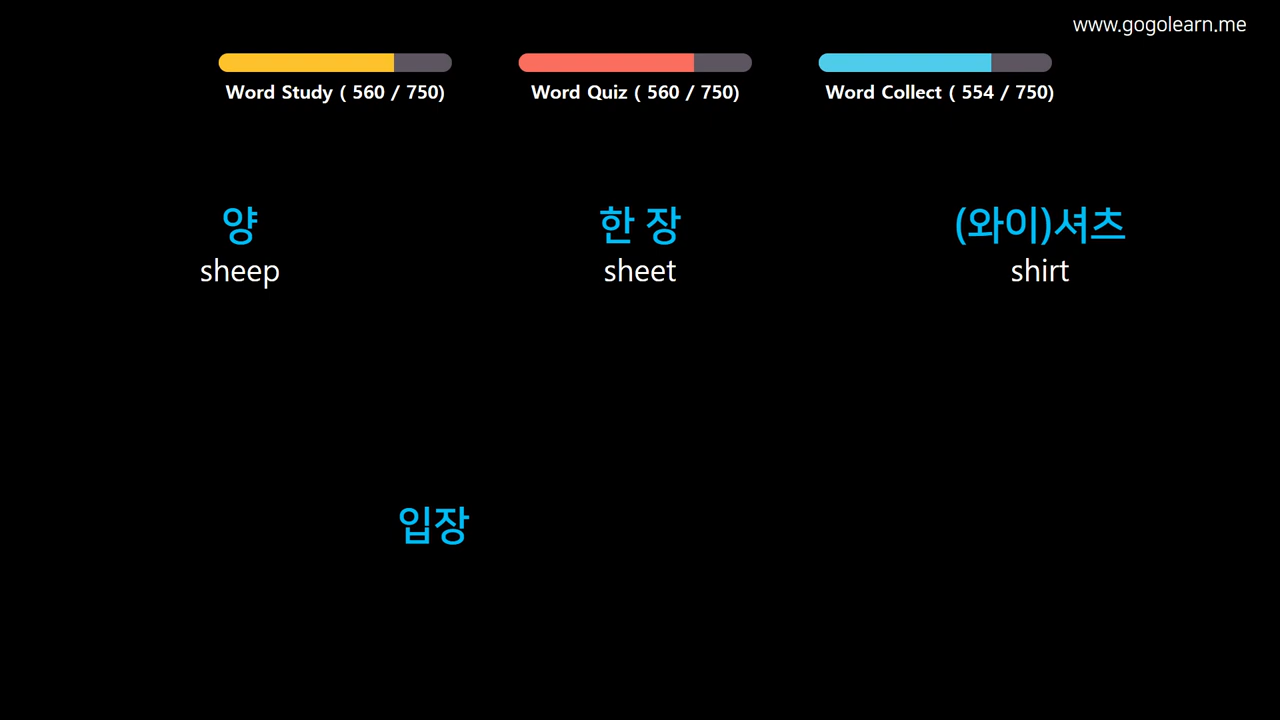 www.gogolearn.me
Word Study ( 560 / 750)
Word Quiz ( 560 / 750)
Word Collect ( 554 / 750)
양
sheep
한 장
sheet
(와이)셔츠
shirt
입장